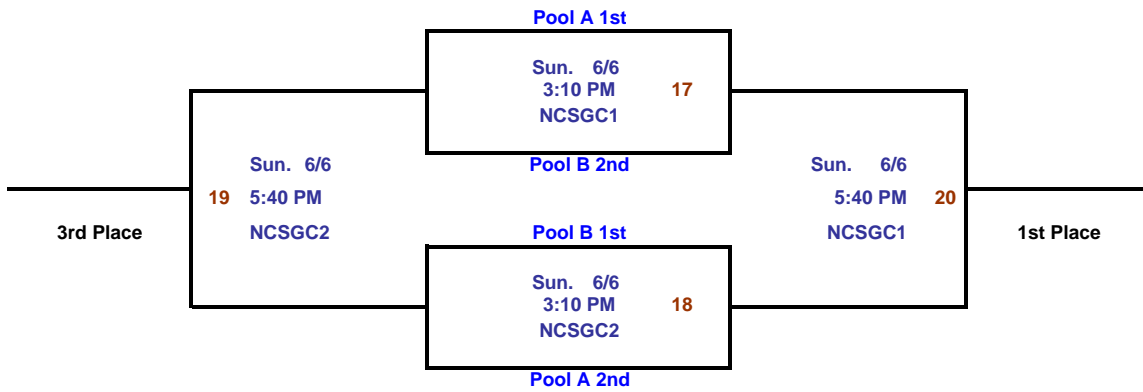 Pool A 1st
Sun. 6/6
3:10 PM 17
NCSGC1
Pool B 2nd
Sun. 6/6
19 5:40 PM
NCSGC2
3rd Place
Sun. 6/6
5:40 PM 20
NCSGC1
1st Place
Pool B 1st
Sun. 6/6
3:10 PM 18
NCSGC2
Pool A 2nd